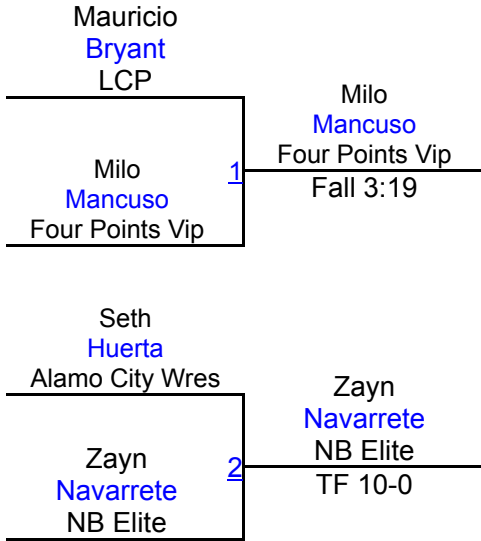 Mauricio
Bryant
LCP
Milo
Mancuso
Four Points Vip
1
Milo
Mancuso
Four Points Vip
Fall 3:19
Seth
Huerta
Alamo City Wres
Zayn
Navarrete
NB Elite
2
Zayn
Navarrete
NB Elite
TF 10-0